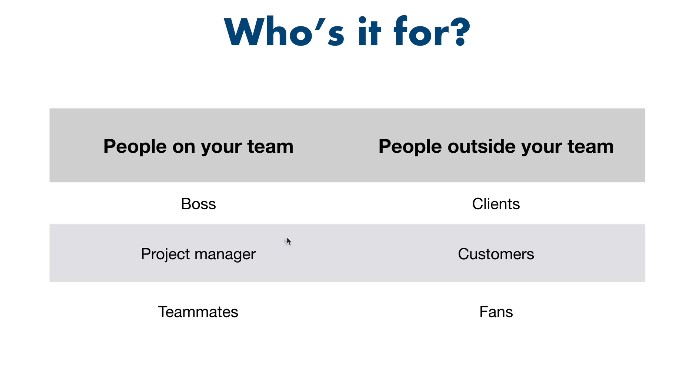 Who's it for?
People on your team People outside your team
Boss Clients
Project manager Customers
Teammates Fans